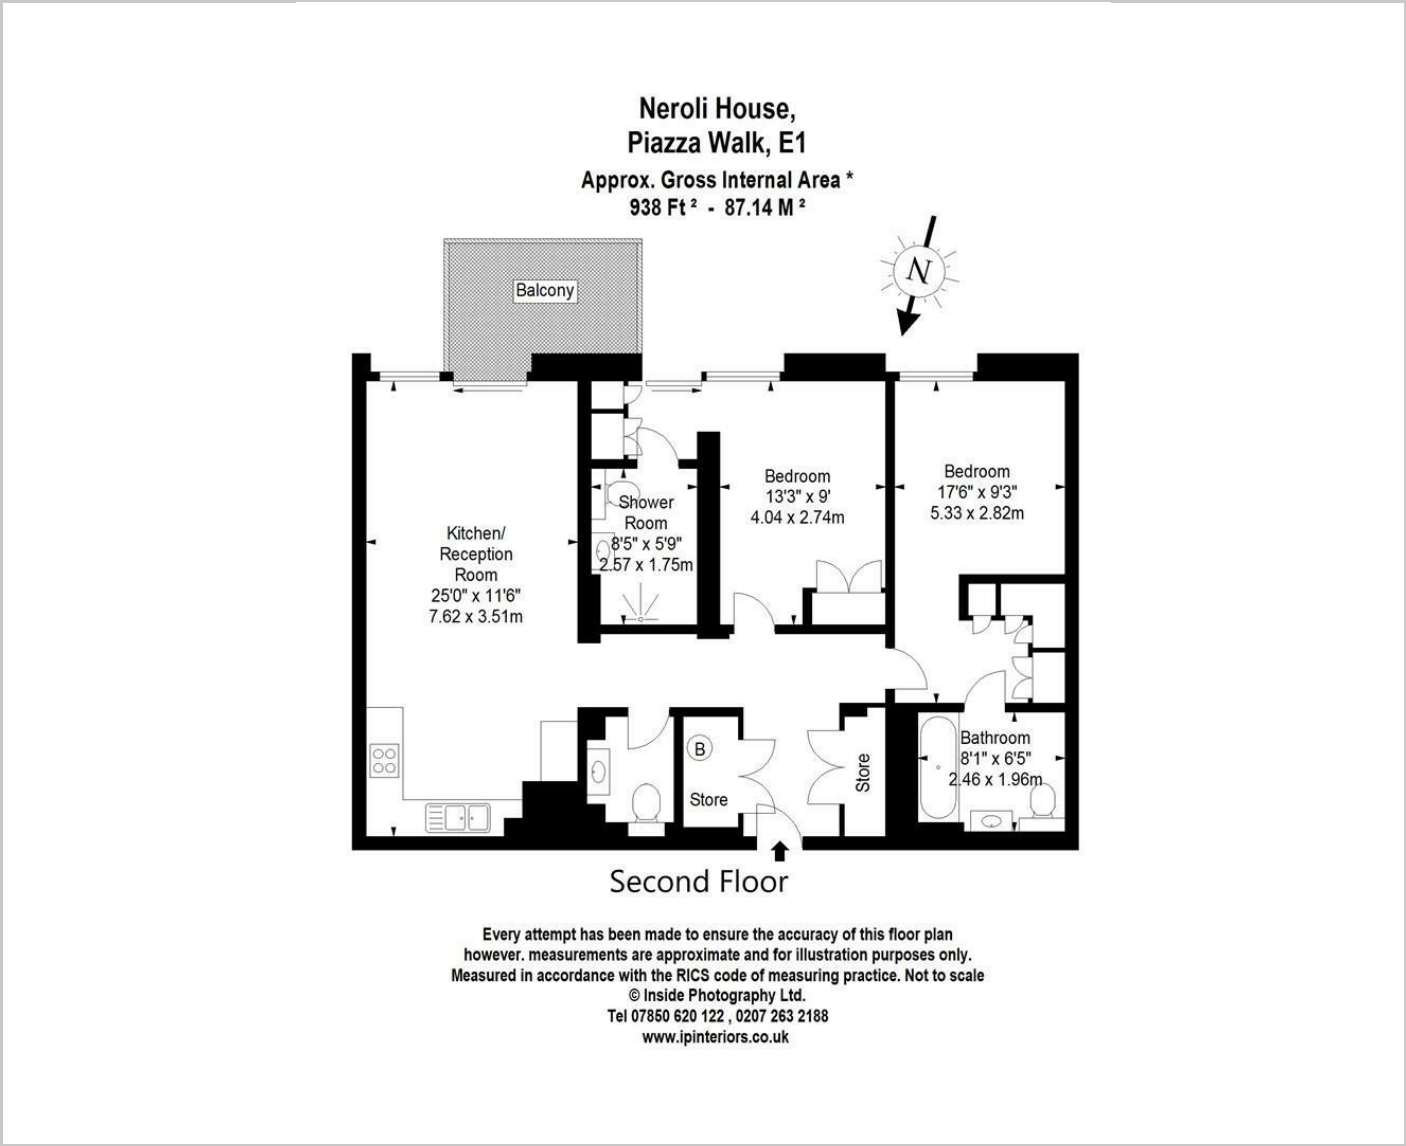 Neroli House,
Piazza Walk, E1
Approx. Gross Internal Area *
938 Ft ² - 87.14 M ²
N
Balcony
Kitchen/
Reception
Room
25'0" x 11'6"
7.62 x 3.51m
Shower
Room
8'5" x 5'9"
2.57 x 1.75m
Bedroom
13'3" x 9'
4.04 x 2.74m
Bedroom
17'6" x 9'3"
5.33 x 2.82m
B
Store
Store
Bathroom
8'1" x 6'5"
2.46 x 1.96m
Second Floor
Every attempt has been made to ensure the accuracy of this floor plan
however. measurements are approximate and for illustration purposes only.
Measured in accordance with the RICS code of measuring practice. Not to scale
© Inside Photography Ltd.
Tel 07850 620 122 , 0207 263 2188
www.ipinteriors.co.uk